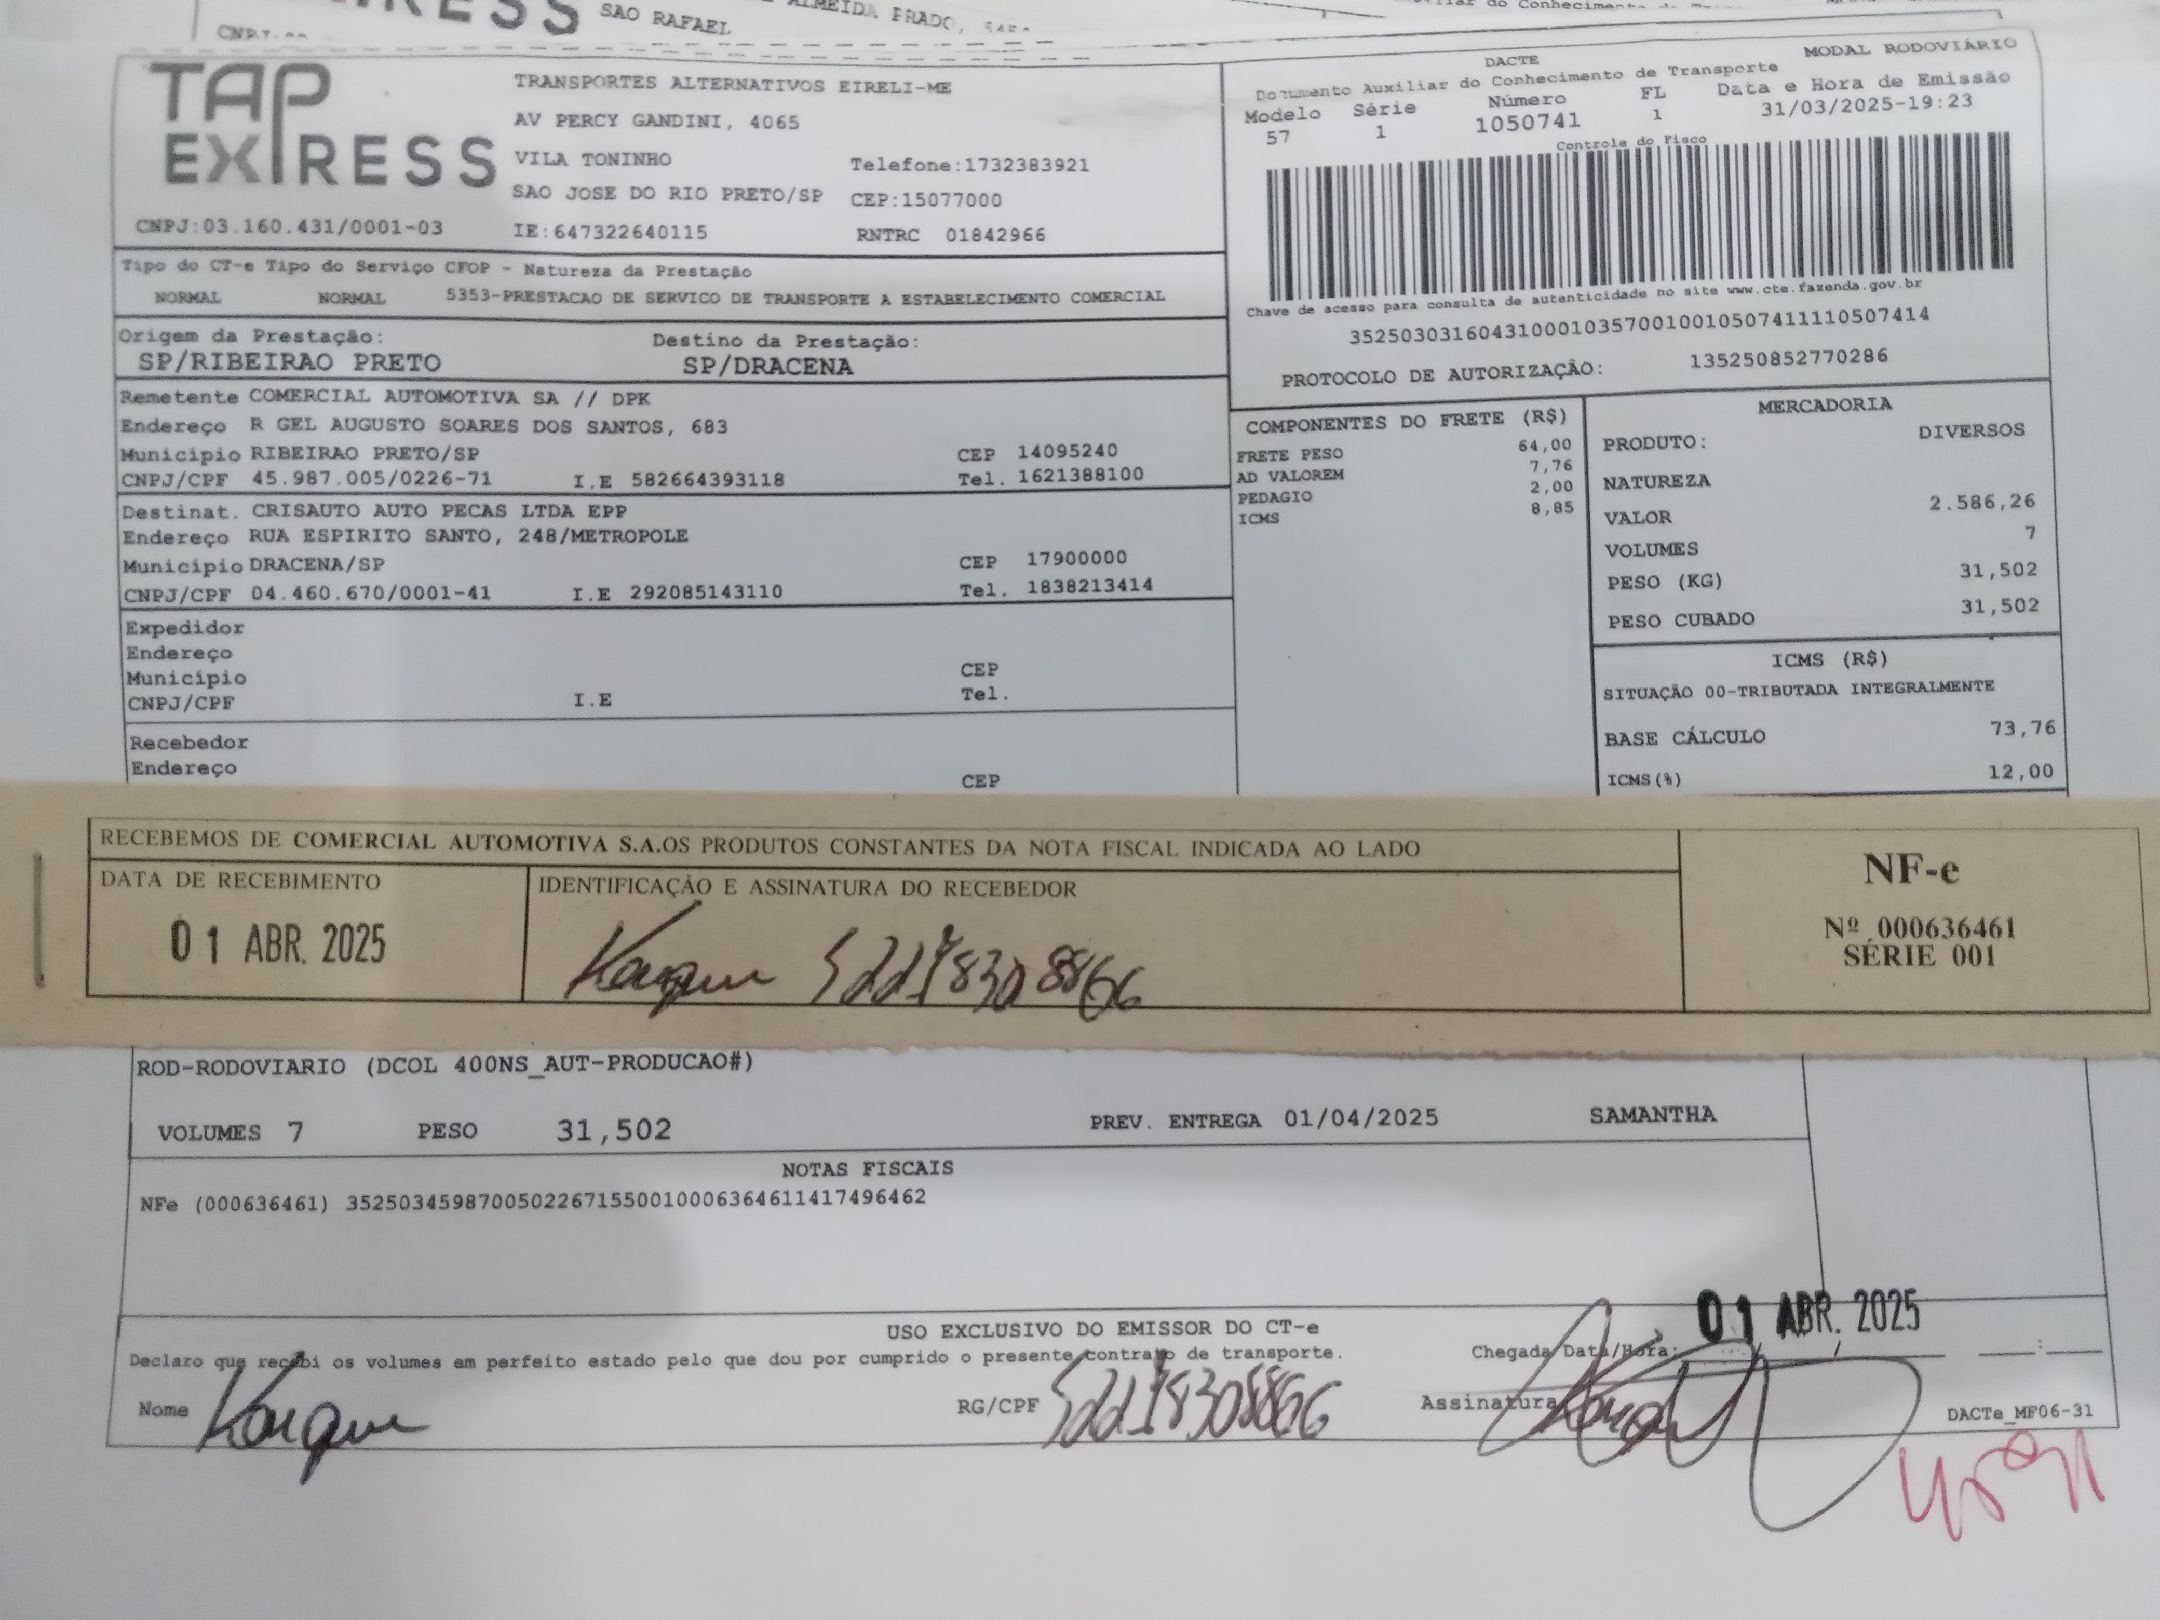 SAO RAFAEL
ALMEIDA PRADO,
TAP EXPRESS
CNPJ:03.160.431/0001-03
TRANSPORTES ALTERNATIVOS EIRELI-ME
AV PERCY GANDINI, 4065
VILA TONINHO Telefone:1732383921
SAO JOSE DO RIO PRETO/SP CEP:15077000
IE:647322640115 RNTRC 01842966
DACTE MODAL RODOVIÁRIO
Documento Auxiliar do Conhecimento de Transporte
Modelo Série Número FL Data e Hora de Emissão
57 1 1050741 1 31/03/2025-19:23
Controle do Fisco
Chave de acesso para consulta de autenticidade no site www.cte.fazenda.gov.br
35250303160431000103570010010507411110507414
PROTOCOLO DE AUTORIZAÇÃO: 135250852770286
Tipo do CT-e Tipo do Serviço CFOP - Natureza da Prestação
NORMAL NORMAL 5353-PRESTACAO DE SERVICO DE TRANSPORTE A ESTABELECIMENTO COMERCIAL
Origem da Prestação: Destino da Prestação:
SP/RIBEIRAO PRETO SP/DRACENA
Remetente COMERCIAL AUTOMOTIVA SA // DPK
Endereço R GEL AUGUSTO SOARES DOS SANTOS, 683
Município RIBEIRAO PRETO/SP CEP 14095240
CNPJ/CPF 45.987.005/0226-71 I.E 582664393118 Tel. 1621388100
Destinat. CRISAUTO AUTO PECAS LTDA EPP
Endereço RUA ESPIRITO SANTO, 248/METROPOLE
Município DRACENA/SP CEP 17900000
CNPJ/CPF 04.460.670/0001-41 I.E 292085143110 Tel. 1838213414
Expedidor
Endereço
Município CEP
CNPJ/CPF I.E Tel.
Recebedor
Endereço
CEP
COMPONENTES DO FRETE (R$)
FRETE PESO 64,00
AD VALOREM 7,76
PEDAGIO 2,00
ICMS 8,85
MERCADORIA
PRODUTO: DIVERSOS
NATUREZA
VALOR 2.586,26
VOLUMES 7
PESO (KG) 31,502
PESO CUBADO 31,502
ICMS (R$)
SITUAÇÃO 00-TRIBUTADA INTEGRALMENTE
BASE CÁLCULO 73,76
ICMS(%) 12,00
RECEBEMOS DE COMERCIAL AUTOMOTIVA S.A.OS PRODUTOS CONSTANTES DA NOTA FISCAL INDICADA AO LADO
DATA DE RECEBIMENTO
01 ABR. 2025
IDENTIFICAÇÃO E ASSINATURA DO RECEBEDOR
NF-e
Nº 000636461
SÉRIE 001
ROD-RODOVIARIO (DCOL 400NS_AUT-PRODUCAO#)
VOLUMES 7 PESO 31,502 PREV. ENTREGA 01/04/2025 SAMANTHA
NOTAS FISCAIS
NFe (000636461) 35250345987005022671550010006364611417496462
USO EXCLUSIVO DO EMISSOR DO CT-e
01 ABR. 2025
Declaro que recebi os volumes em perfeito estado pelo que dou por cumprido o presente contrato de transporte. Chegada Data/Hora:
Nome RG/CPF Assinatura
DACTe_MF06-31